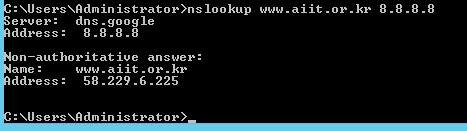 C:\Users\Administrator>nslookup www.aiit.or.kr 8.8.8.8
Server:  dns.google
Address:  8.8.8.8
Non-authoritative answer:
Name:    www.aiit.or.kr
Address:  58.229.6.225
C:\Users\Administrator>_